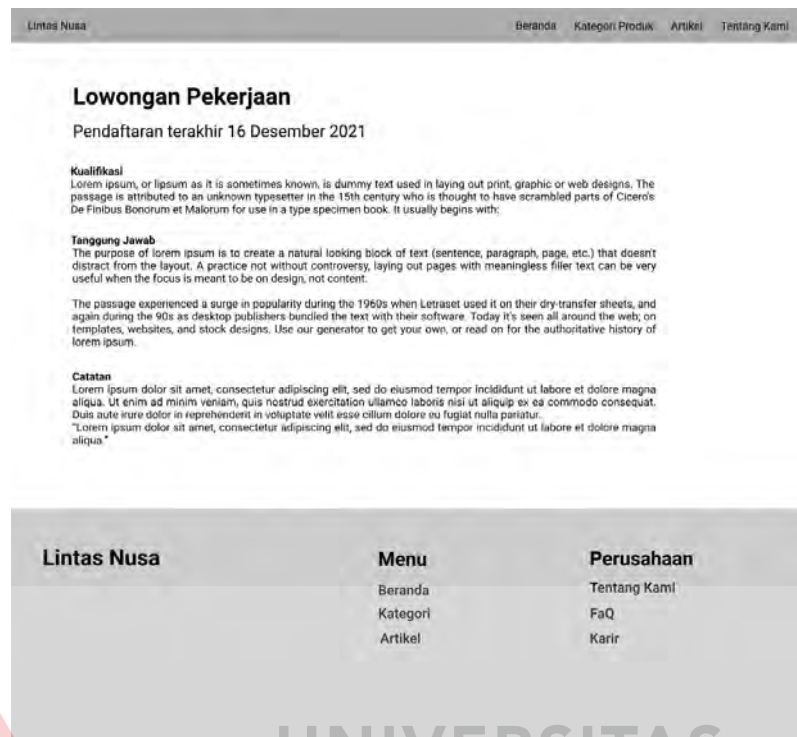 Lintas Nusa
Beranda Kategori Produk Artikel Tentang Kami
Lowongan Pekerjaan
Pendaftaran terakhir 16 Desember 2021
Kualifikasi
Lorem ipsum, or lipsum as it is sometimes known, is dummy text used in laying out print, graphic or web designs. The
passage is attributed to an unknown typesetter in the 15th century who is thought to have scrambled parts of Cicero's
De Finibus Bonorum et Malorum for use in a type specimen book. It usually begins with:
Tanggung Jawab
The purpose of lorem ipsum is to create a natural looking block of text (sentence, paragraph, page, etc.) that doesn't
distract from the layout. A practice not without controversy, laying out pages with meaningless filler text can be very
useful when the focus is meant to be on design, not content.
The passage experienced a surge in popularity during the 1960s when Letraset used it on their dry-transfer sheets, and
again during the 90s as desktop publishers bundled the text with their software. Today it's seen all around the web; on
templates, websites, and stock designs. Use our generator to get your own, or read on for the authoritative history of
lorem ipsum.
Catatan
Lorem ipsum dolor sit amet, consectetur adipiscing elit, sed do eiusmod tempor incididunt ut labore et dolore magna
aliqua. Ut enim ad minim veniam, quis nostrud exercitation ullamco laboris nisi ut aliquip ex ea commodo consequat.
Duis aute irure dolor in reprehenderit in voluptate velit esse cillum dolore eu fugiat nulla pariatur.
"Lorem ipsum dolor sit amet, consectetur adipiscing elit, sed do eiusmod tempor incididunt ut labore et dolore magna
aliqua."
Lintas Nusa
Menu
Beranda
Kategori
Artikel
Perusahaan
Tentang Kami
FaQ
Karir
UNIVERSITAS